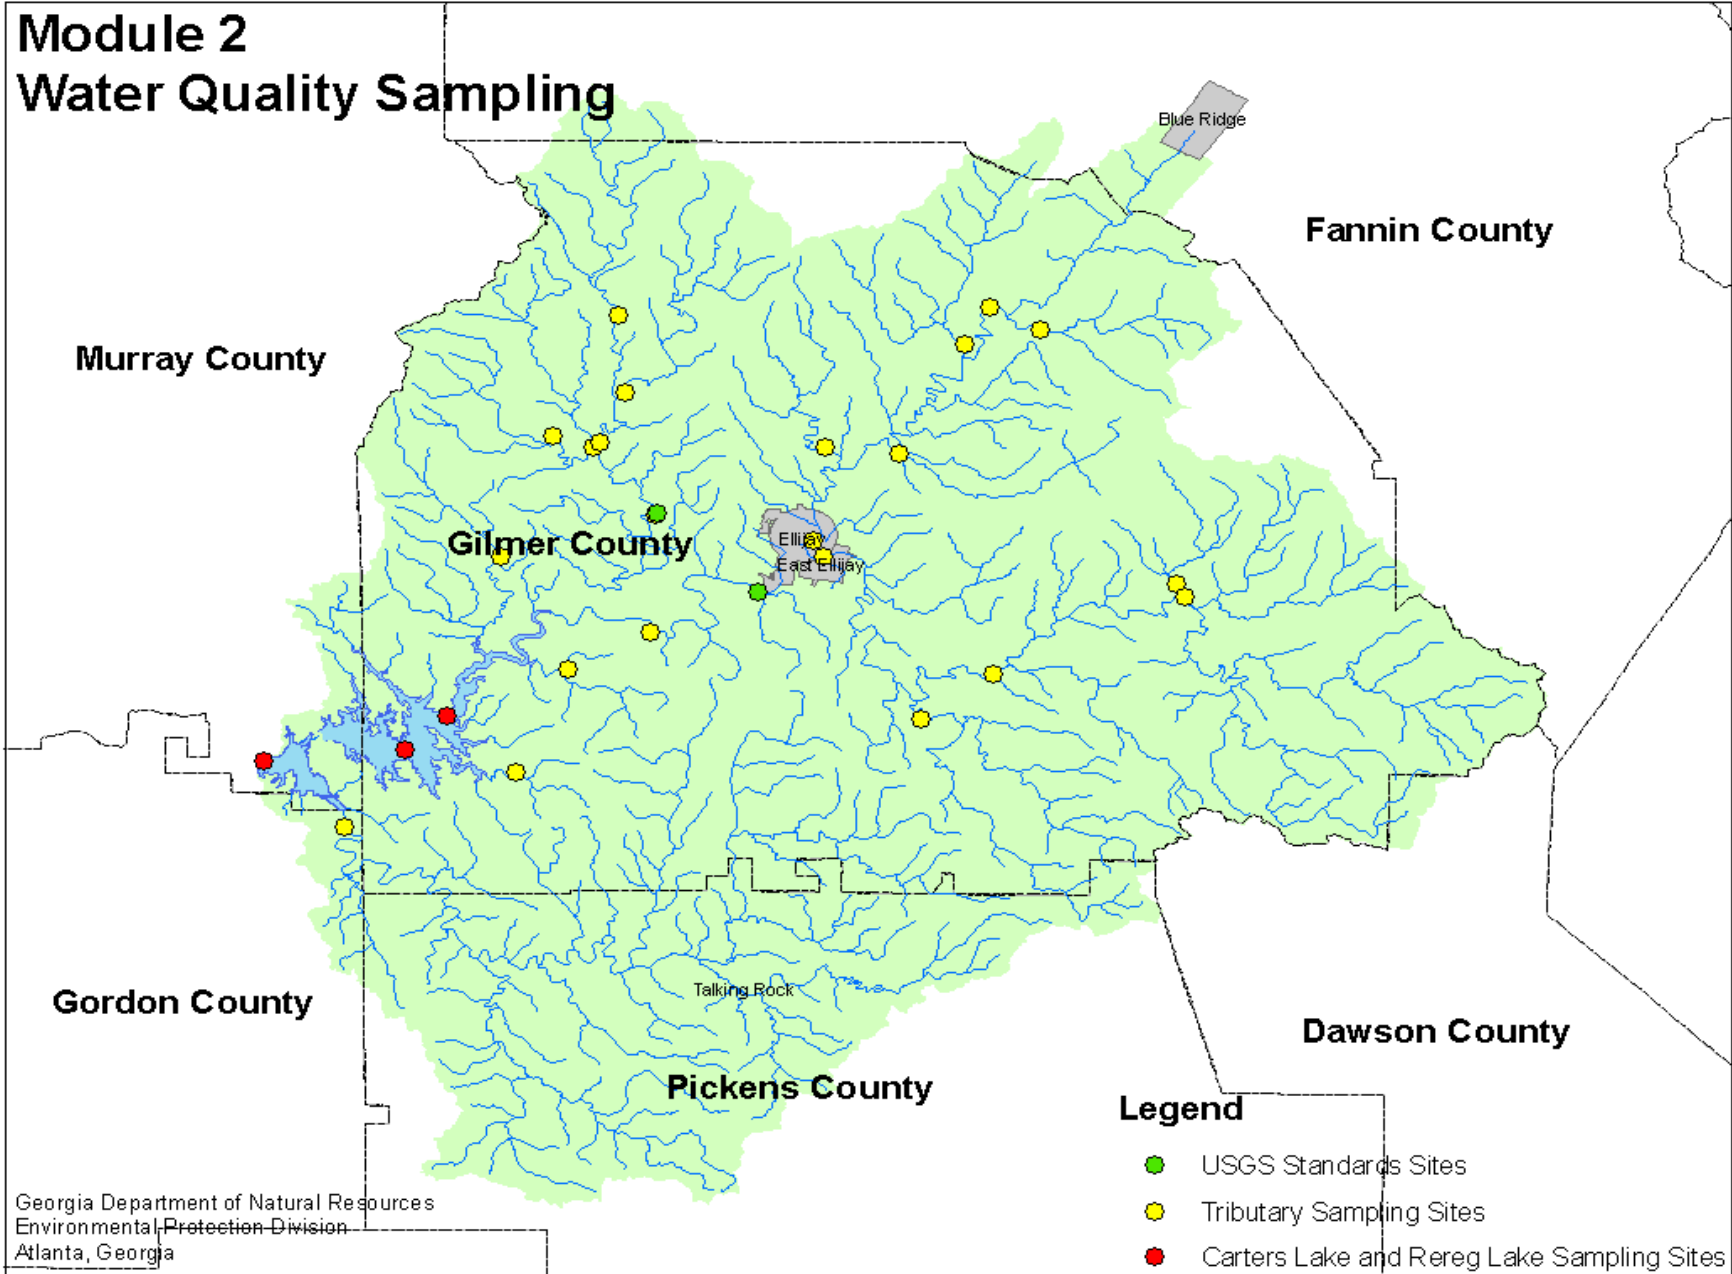 Module 2
Water Quality Sampling
Blue Ridge
Fannin County
Murray County
Gilmer County
Ellijay
East Ellijay
Talking Rock
Gordon County
Dawson County
Pickens County
Legend
USGS Standards Sites
Tributary Sampling Sites
Carters Lake and Rereg Lake Sampling Sites
Georgia Department of Natural Resources
Environmental Protection Division
Atlanta, Georgia